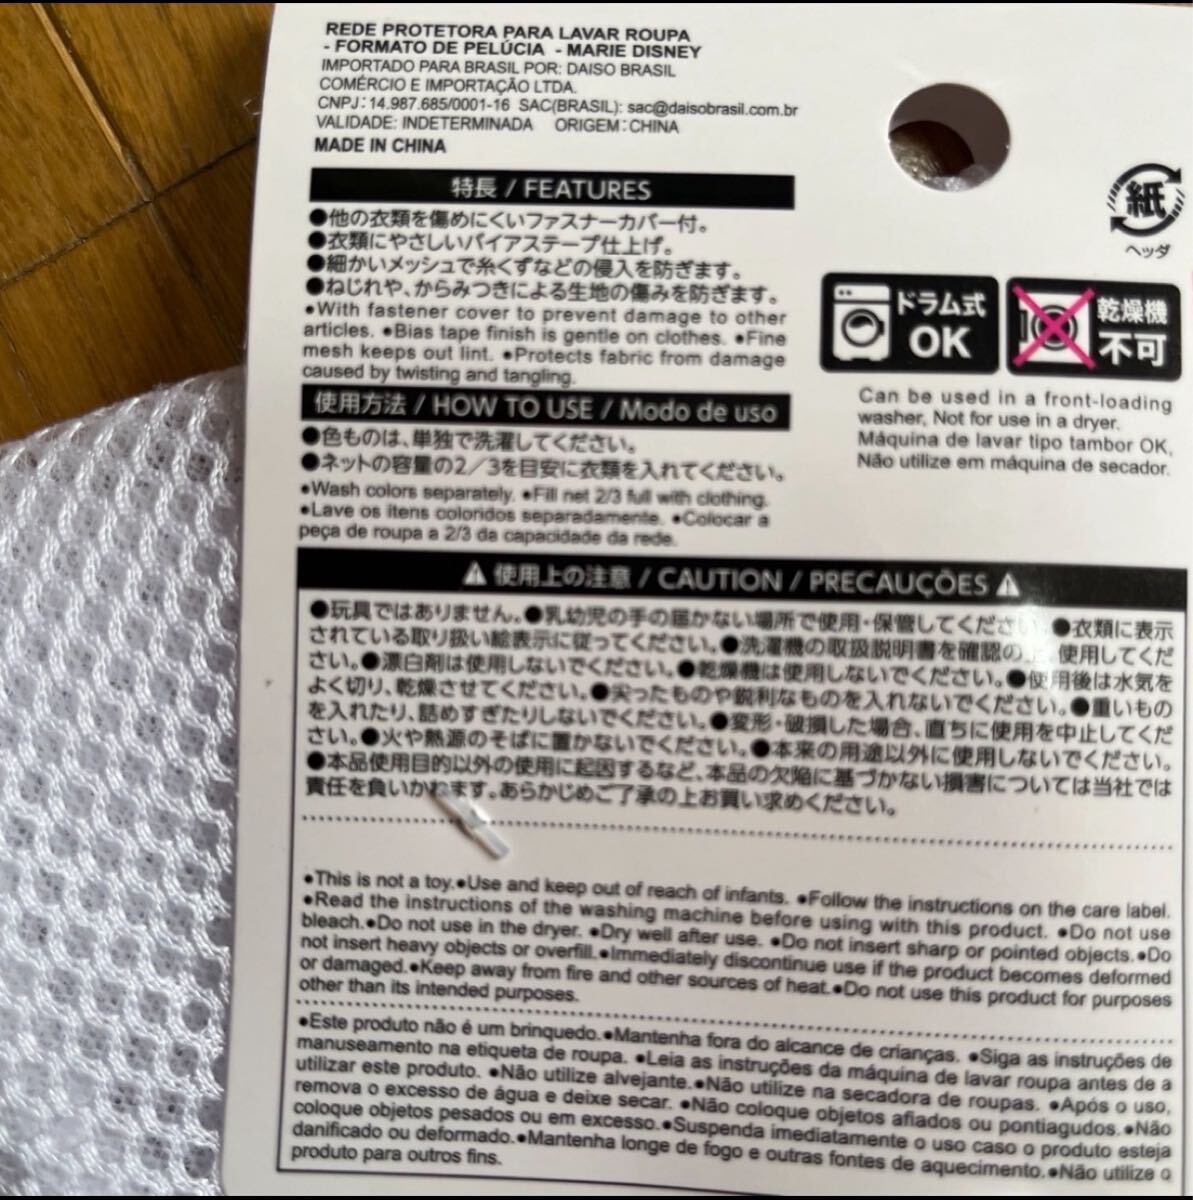 REDE PROTETORA PARA LAVAR ROUPA
- FORMATO DE PELÚCIA - MARIE DISNEY
IMPORTADO PARA BRASIL POR: DAISO BRASIL
COMÉRCIO E IMPORTAÇÃO LTDA.
CNPJ:14.987.685/0001-16 SAC(BRASIL): sac@daisobrasil.com.br
VALIDADE: INDETERMINADA ORIGEM:CHINA
MADE IN CHINA
特長 / FEATURES
●他の衣類を傷めにくいファスナーカバー付。
●衣類にやさしいバイアステープ仕上げ。
●細かいメッシュで糸くずなどの侵入を防ぎます。
●ねじれや、からみつきによる生地の傷みを防ぎます。
●With fastener cover to prevent damage to other
articles. ●Bias tape finish is gentle on clothes. ●Fine
mesh keeps out lint. ●Protects fabric from damage
caused by twisting and tangling.
紙
ヘッダ
ドラム式
OK
乾燥機
不可
Can be used in a front-loading
washer, Not for use in a dryer.
Máquina de lavar tipo tambor OK,
Não utilize em máquina de secador.
使用方法 / HOW TO USE / Modo de uso
●色ものは、単独で洗濯してください。
●ネットの容量の2/3を目安に衣類を入れてください。
●Wash colors separately. ●Fill net 2/3 full with clothing.
●Lave os ítens coloridos separadamente. ●Colocar a
peça de roupa a 2/3 da capacidade da rede.
⚠ 使用上の注意 / CAUTION / PRECAUÇÕES ⚠
●玩具ではありません。●乳幼児の手の届かない場所で使用・保管してください。●衣類に表示
されている取り扱い絵表示に従ってください。●洗濯機の取扱説明書を確認の上、使用してくだ
さい。●漂白剤は使用しないでください。●乾燥機は使用しないでください。●使用後は水気を
よく切り、乾燥させてください。●尖ったものや鋭利なものを入れないでください。●重いもの
を入れたり、詰めすぎたりしないでください。●変形・破損した場合、直ちに使用を中止してくだ
さい。●火や熱源のそばに置かないでください。●本来の用途以外に使用しないでください。
●本品使用目的以外の使用に起因するなど、本品の欠陥に基づかない損害については当社では
責任を負いかねます。あらかじめご了承の上お買い求めください。
●This is not a toy.●Use and keep out of reach of infants. ●Follow the instructions on the care label.
●Read the instructions of the washing machine before using with this product. ●Do not use
bleach.●Do not use in the dryer. ●Dry well after use. ●Do not insert sharp or pointed objects.●Do
not insert heavy objects or overfill.●Immediately discontinue use if the product becomes deformed
or damaged.●Keep away from fire and other sources of heat.●Do not use this product for purposes
other than its intended purposes.
●Este produto não é um brinquedo.●Mantenha fora do alcance de crianças. ●Siga as instruções de
manuseamento na etiqueta de roupa. ●Leia as instruções da máquina de lavar roupa antes de a
utilizar este produto. ●Não utilize alvejante.●Não utilize na secadora de roupas. ●Após o uso,
remova o excesso de água e deixe secar. ●Não coloque objetos afiados ou pontiagudos.●Não
coloque objetos pesados ou em excesso.●Suspenda imediatamente o uso caso o produto esteja
danificado ou deformado.●Mantenha longe de fogo e outras fontes de aquecimento.●Não utilize o
produto para outros fins.